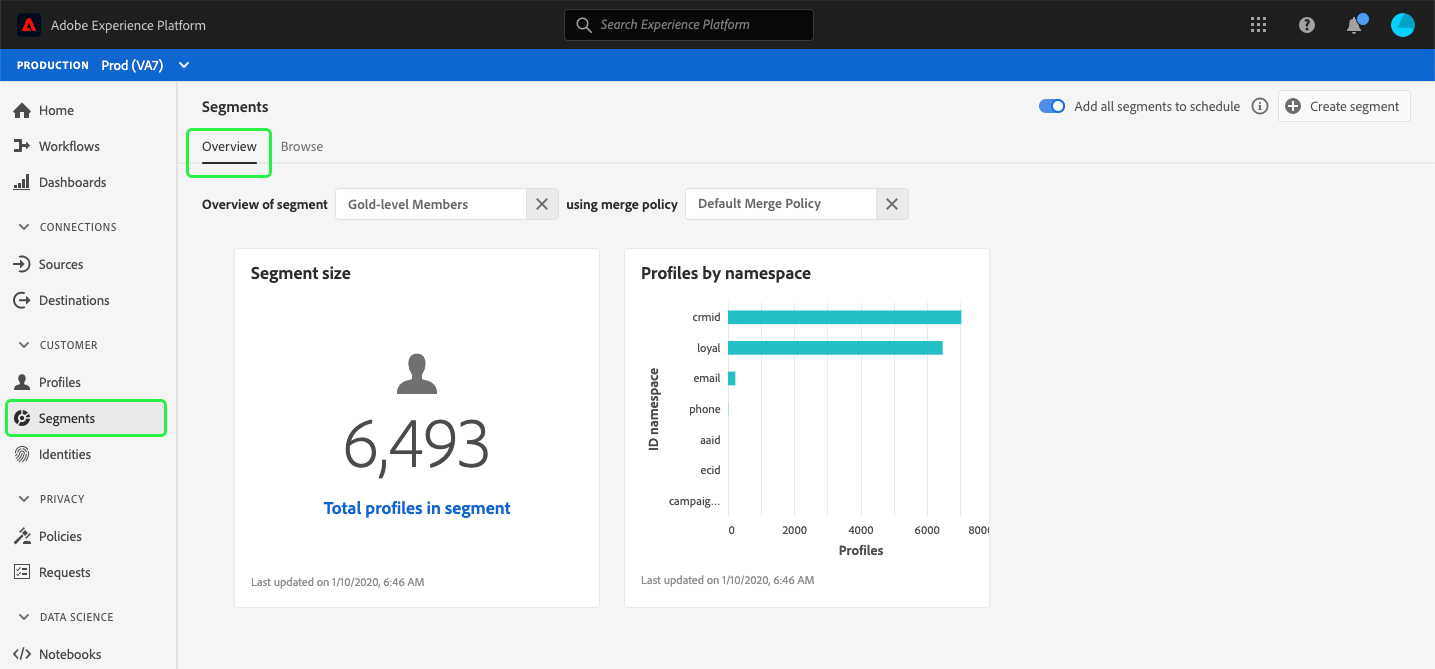 Adobe Experience Platform
Search Experience Platform
PRODUCTION Prod (VA7)
Home
Workflows
Dashboards
CONNECTIONS
Sources
Destinations
CUSTOMER
Profiles
Segments
Identities
PRIVACY
Policies
Requests
DATA SCIENCE
Notebooks
Segments
Add all segments to schedule
Create segment
Overview Browse
Overview of segment Gold-level Members using merge policy Default Merge Policy
Segment size
6,493
Total profiles in segment
Last updated on 1/10/2020, 6:46 AM
Profiles by namespace
ID namespace
crmid
loyal
email
phone
aaid
ecid
campaig...
0 2000 4000 6000 800
Profiles
Last updated on 1/10/2020, 6:46 AM